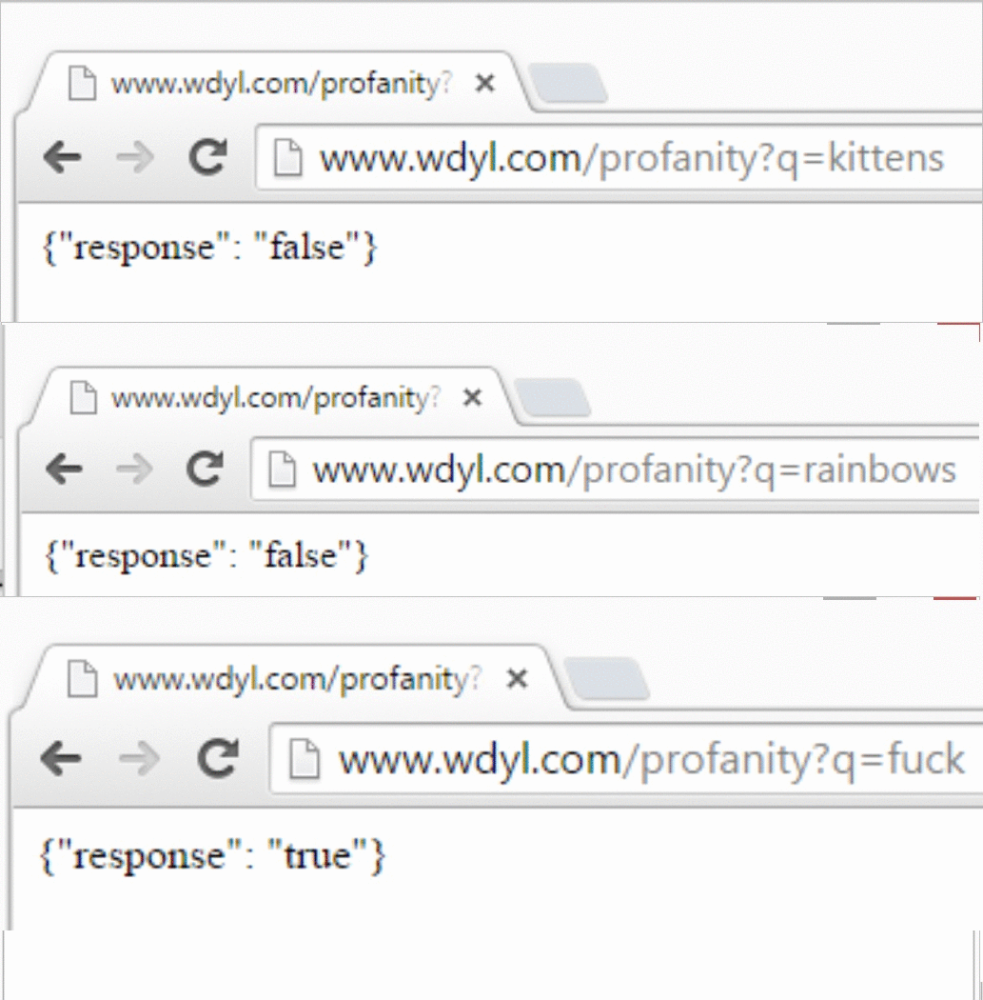 www.wdyl.com/profanity?
www.wdyl.com/profanity?q=kittens
{"response": "false"}
www.wdyl.com/profanity?
www.wdyl.com/profanity?q=rainbows
{"response": "false"}
www.wdyl.com/profanity?
www.wdyl.com/profanity?q=fuck
{"response": "true"}